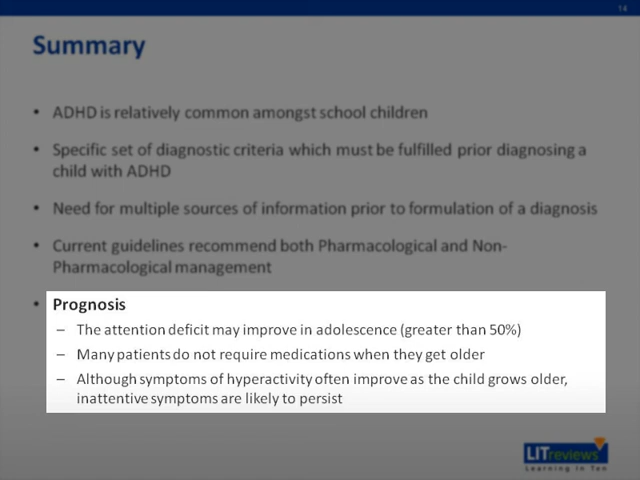 14
Summary
• ADHD is relatively common amongst school children
• Specific set of diagnostic criteria which must be fulfilled prior diagnosing a
child with ADHD
• Need for multiple sources of information prior to formulation of a diagnosis
• Current guidelines recommend both Pharmacological and Non-
Pharmacological management
• Prognosis
– The attention deficit may improve in adolescence (greater than 50%)
– Many patients do not require medications when they get older
– Although symptoms of hyperactivity often improve as the child grows older,
inattentive symptoms are likely to persist
LITreviews
Learning In Ten